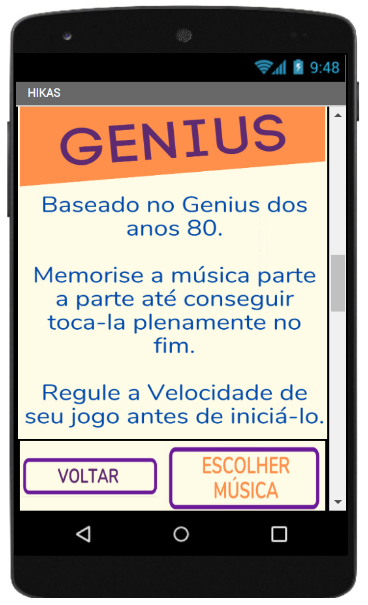 9:48
HIKAS
GENIUS
Baseado no Genius dos
anos 80.
Memorise a música parte
a parte até conseguir
toca-la plenamente no
fim.
Regule a Velocidade de
seu jogo antes de iniciá-lo.
VOLTAR
ESCOLHER
MÚSICA